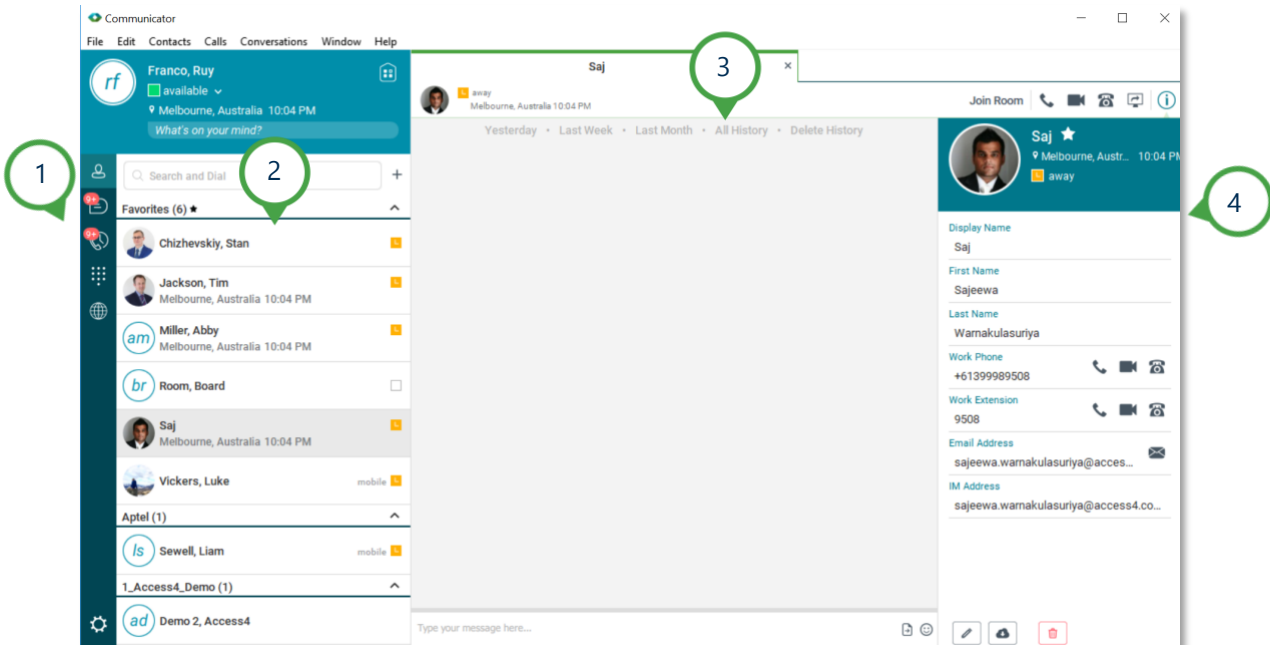 Communicator
File Edit Contacts Calls Conversations Window Help
rf
Franco, Ruy
available
Melbourne, Australia 10:04 PM
What's on your mind?
1
9+
9+
2
Search and Dial
+
Favorites (6)
Chizhevskiy, Stan
Jackson, Tim
Melbourne, Australia 10:04 PM
am
Miller, Abby
Melbourne, Australia 10:04 PM
br
Room, Board
Saj
Melbourne, Australia 10:04 PM
Vickers, Luke
mobile
Aptel (1)
ls
Sewell, Liam
mobile
1_Access4_Demo (1)
ad
Demo 2, Access4
Saj
3
away
Melbourne, Australia 10:04 PM
Join Room
Yesterday • Last Week • Last Month • All History • Delete History
Type your message here...
Saj
Melbourne, Austr... 10:04 PM
away
4
Display Name
Saj
First Name
Sajeewa
Last Name
Warnakulasuriya
Work Phone
+61399989508
Work Extension
9508
Email Address
sajeewa.warnakulasuriya@acces...
IM Address
sajeewa.warnakulasuriya@access4.co...